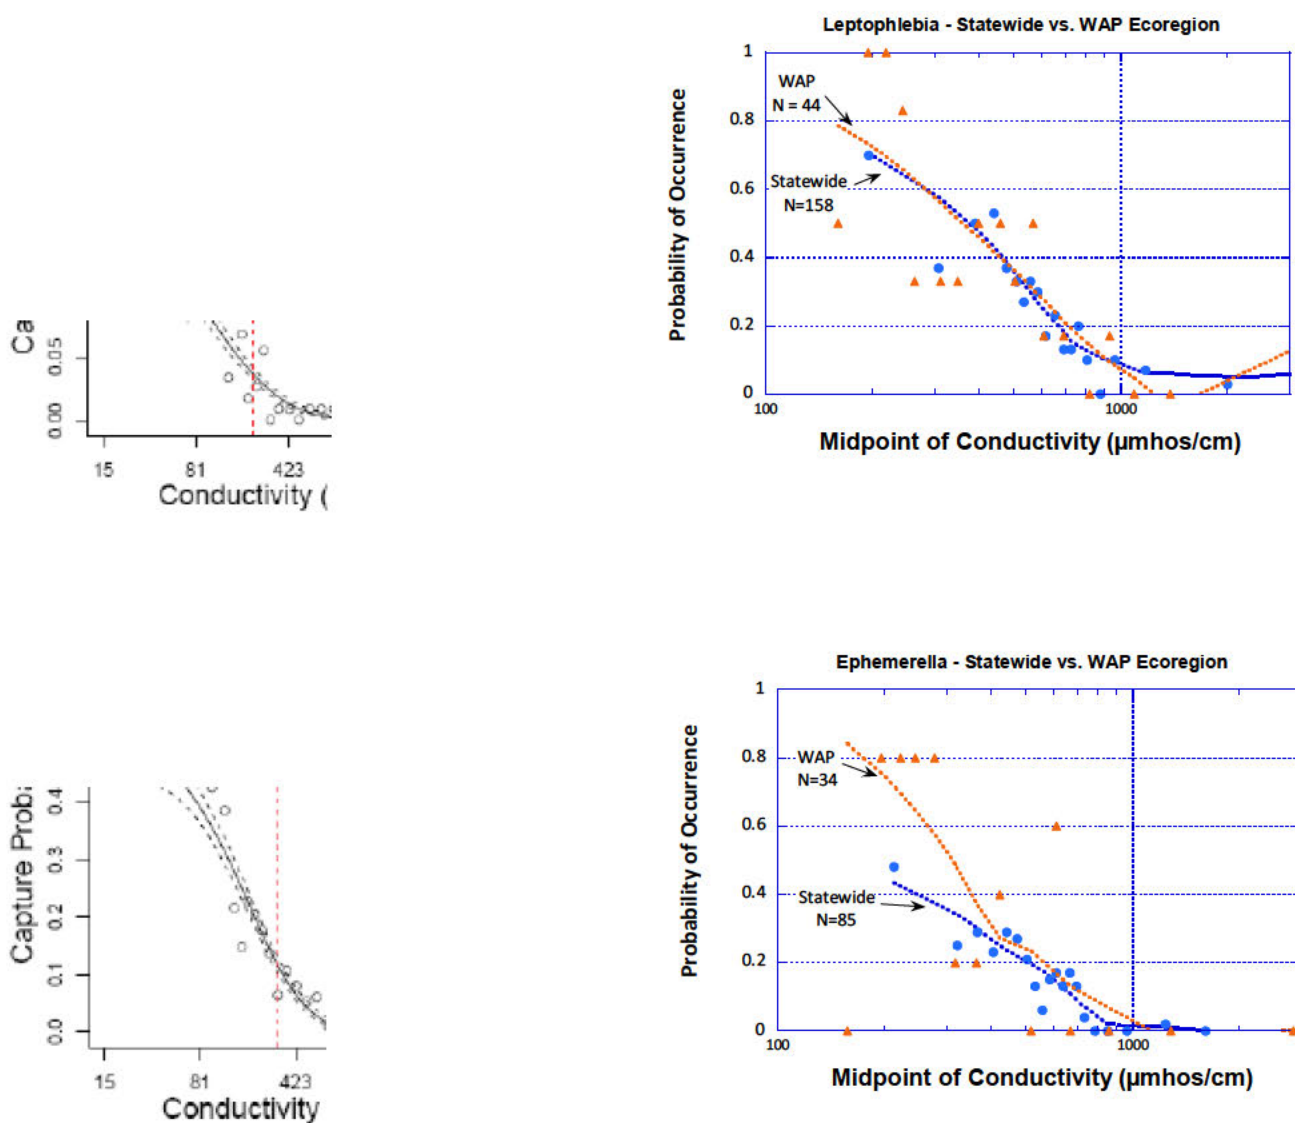 Leptophlebia - Statewide vs. WAP Ecoregion
Probability of Occurrence
1
0.8
0.6
0.4
0.2
0
WAP
N = 44
Statewide
N=158
100
1000
Midpoint of Conductivity (µmhos/cm)
Ca
0.05
0.00
15
81
423
Conductivity (
Ephemerella - Statewide vs. WAP Ecoregion
Probability of Occurrence
1
0.8
0.6
0.4
0.2
0
WAP
N=34
Statewide
N=85
100
1000
Midpoint of Conductivity (µmhos/cm)
Capture Prob
0.4
0.3
0.2
0.1
0.0
15
81
423
Conductivity